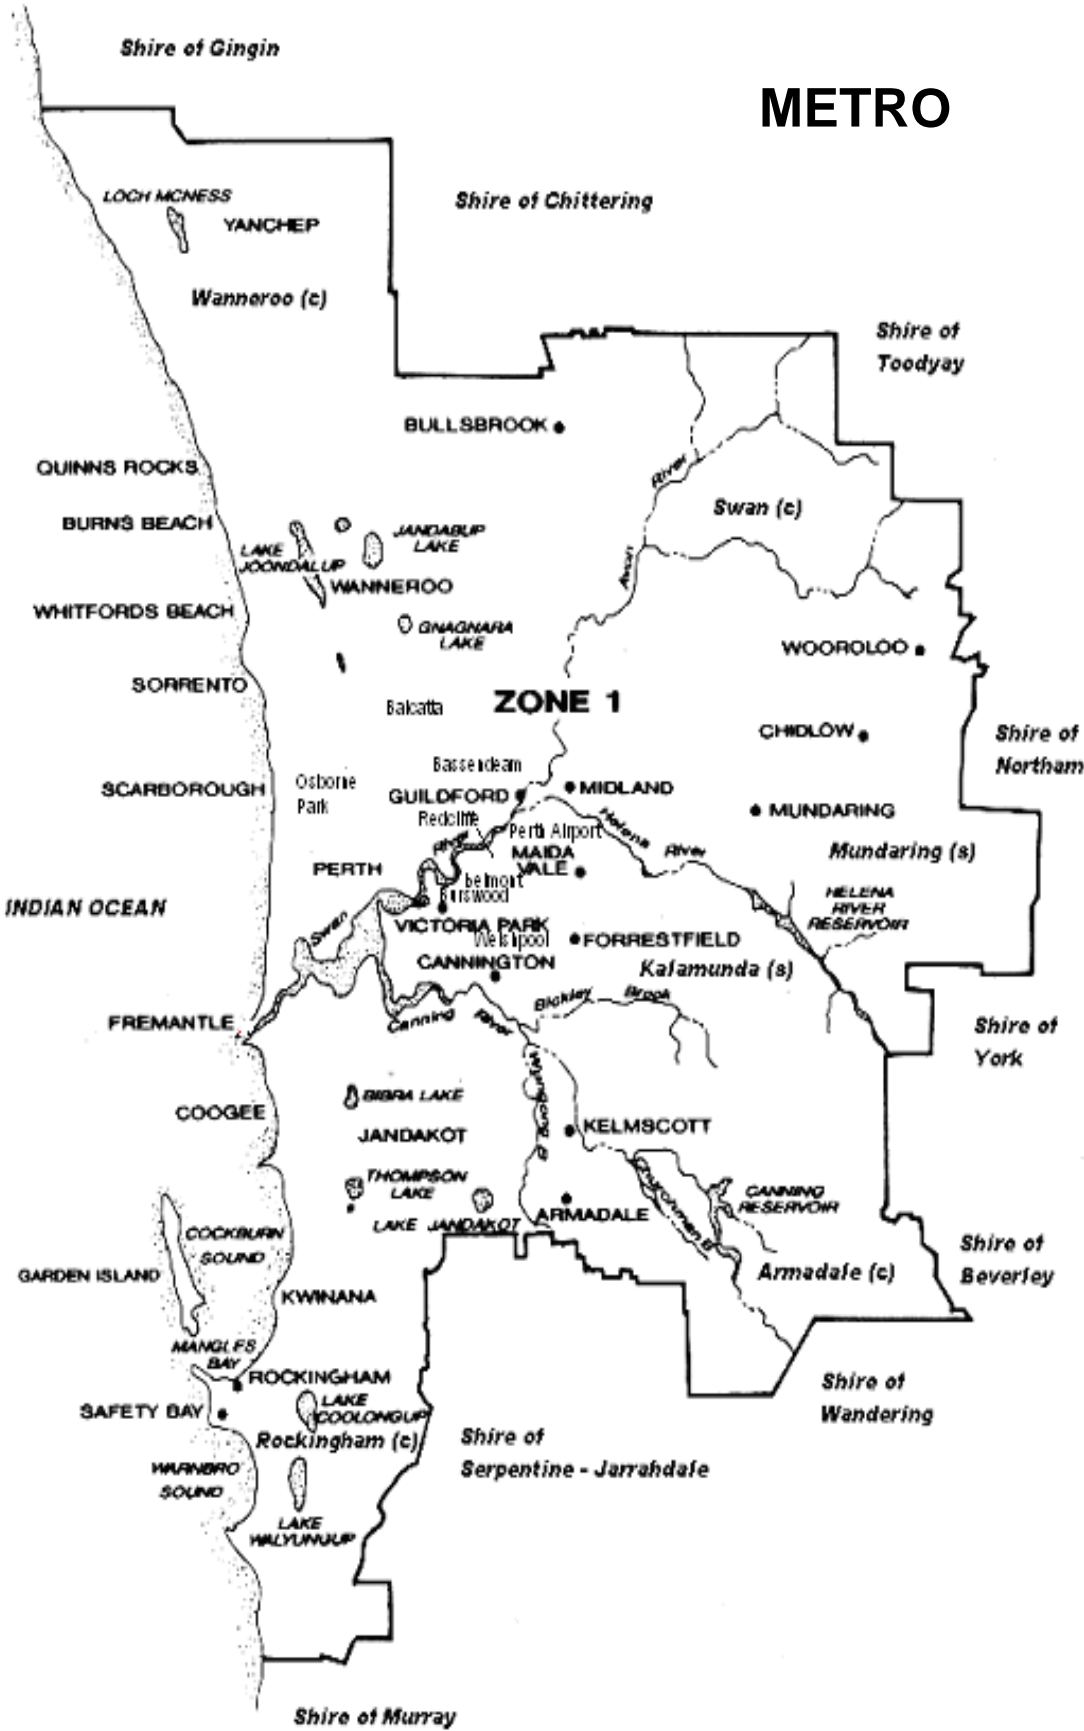 Shire of Gingin
METRO
LOCH MCNESS
YANCHEP
Shire of Chittering
Wanneroo (c)
Shire of
Toodyay
BULLSBROOK
QUINNS ROCKS
River
Swan (c)
BURNS BEACH
JANDABUP
LAKE
LAKE
JOONDALUP
WANNEROO
Avon
WHITFORDS BEACH
GNAGNARA
LAKE
WOOROLOO
SORRENTO
Balcatta
ZONE 1
CHIDLOW
Shire of
Northam
Bassendeam
SCARBOROUGH
Osborne
Park
GUILDFORD
MIDLAND
MUNDARING
Redcliffe
Perth Airport
Helena
River
River
MAIDA
VALE
Mundaring (s)
PERTH
belmont
Burswood
HELENA
RIVER
RESERVOIR
INDIAN OCEAN
Swan
VICTORIA PARK
Welshpool
FORRESTFIELD
CANNINGTON
Kalamunda (s)
Bickley Brook
FREMANTLE
Canning River
Shire of
York
Wungong B
BIBRA LAKE
COOGEE
JANDAKOT
KELMSCOTT
THOMPSON
LAKE
Churchman B
CANNING
RESERVOIR
LAKE JANDAKOT
ARMADALE
COCKBURN
SOUND
Shire of
Beverley
GARDEN ISLAND
Armadale (c)
KWINANA
MANGLES
BAY
ROCKINGHAM
Shire of
Wandering
SAFETY BAY
LAKE
COOLONGUP
Rockingham (c)
Shire of
Serpentine - Jarrahdale
WARNBRO
SOUND
LAKE
WALYUNGUP
Shire of Murray